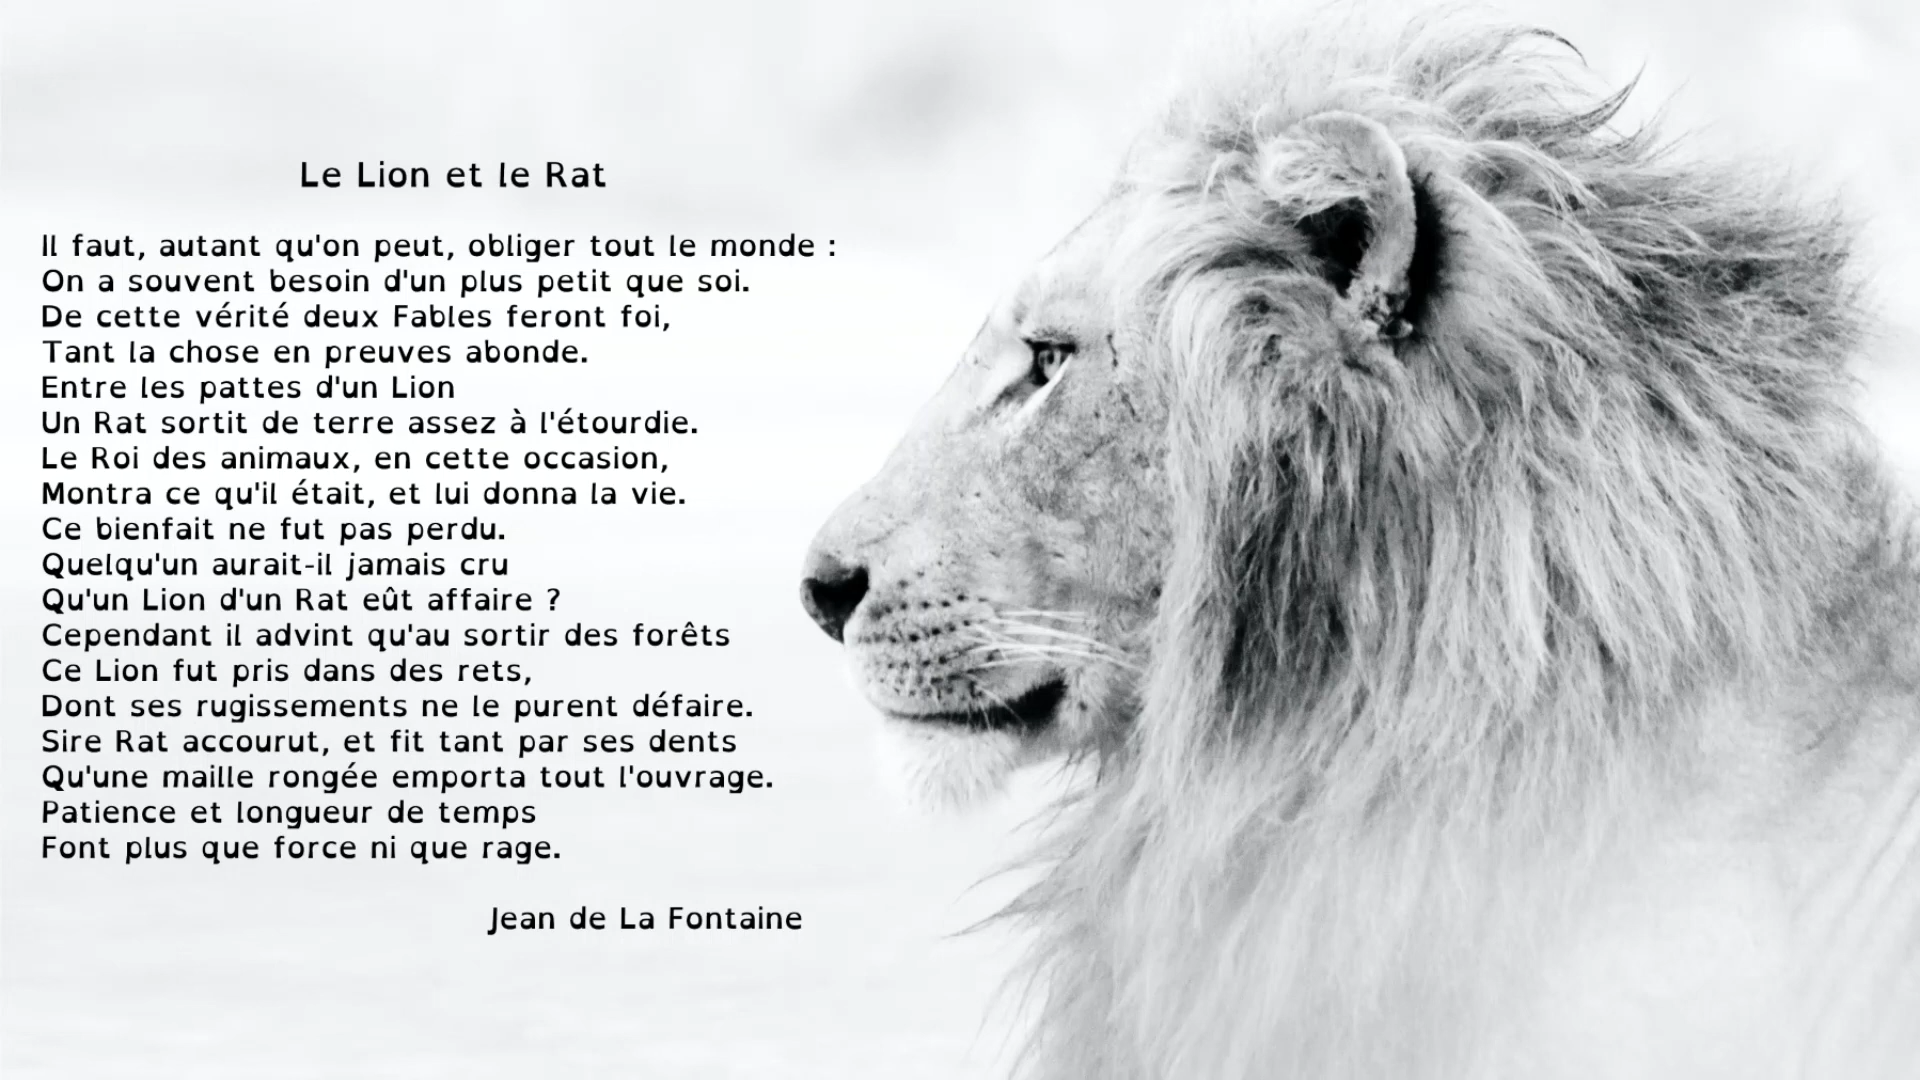 Le Lion et le Rat
Il faut, autant qu'on peut, obliger tout le monde :
On a souvent besoin d'un plus petit que soi.
De cette vérité deux Fables feront foi,
Tant la chose en preuves abonde.
Entre les pattes d'un Lion
Un Rat sortit de terre assez à l'étourdie.
Le Roi des animaux, en cette occasion,
Montra ce qu'il était, et lui donna la vie.
Ce bienfait ne fut pas perdu.
Quelqu'un aurait-il jamais cru
Qu'un Lion d'un Rat eût affaire ?
Cependant il advint qu'au sortir des forêts
Ce Lion fut pris dans des rets,
Dont ses rugissements ne le purent défaire.
Sire Rat accourut, et fit tant par ses dents
Qu'une maille rongée emporta tout l'ouvrage.
Patience et longueur de temps
Font plus que force ni que rage.
Jean de La Fontaine